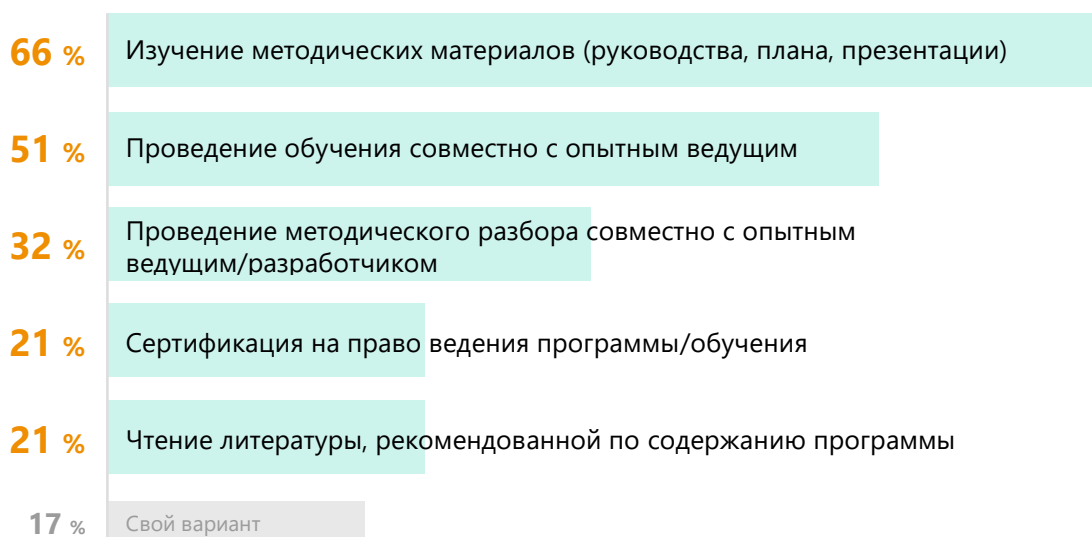 66 % Изучение методических материалов (руководства, плана, презентации)
51 % Проведение обучения совместно с опытным ведущим
32 % Проведение методического разбора совместно с опытным
ведущим/разработчиком
21 % Сертификация на право ведения программы/обучения
21 % Чтение литературы, рекомендованной по содержанию программы
17 % Свой вариант